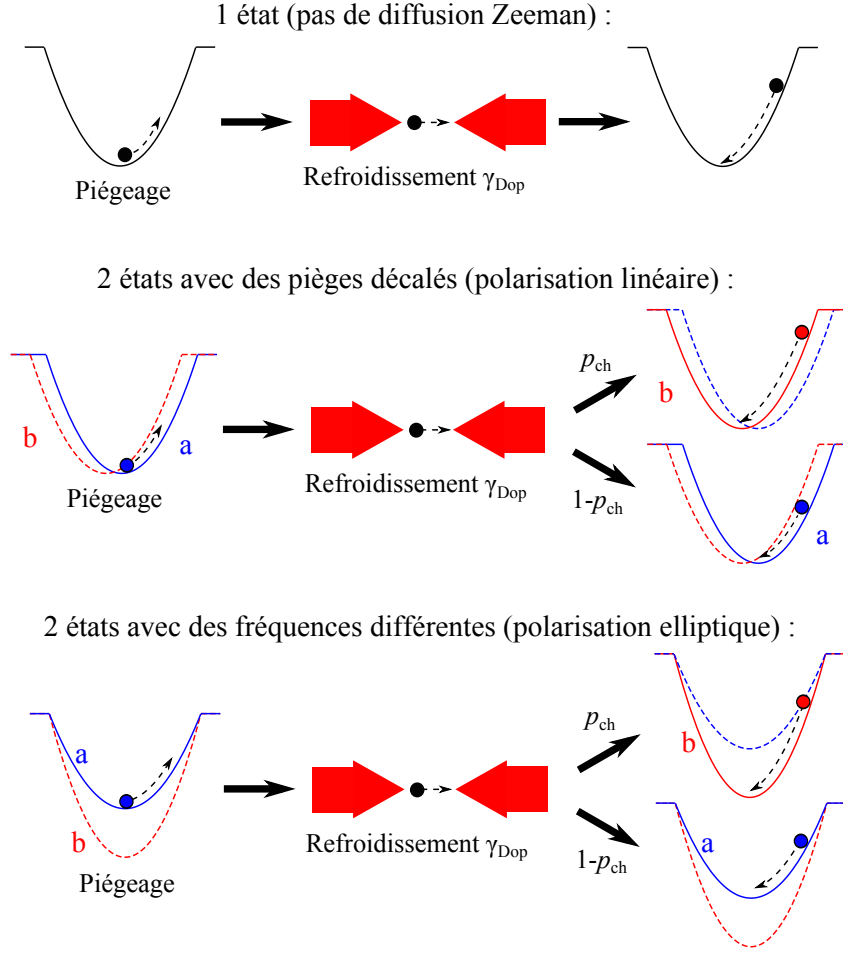 1 état (pas de diffusion Zeeman) :
Piégeage
Refroidissement γDop
2 états avec des pièges décalés (polarisation linéaire) :
b
a
Piégeage
Refroidissement γDop
pch
b
1-pch
a
2 états avec des fréquences différentes (polarisation elliptique) :
a
b
Piégeage
Refroidissement γDop
pch
b
1-pch
a